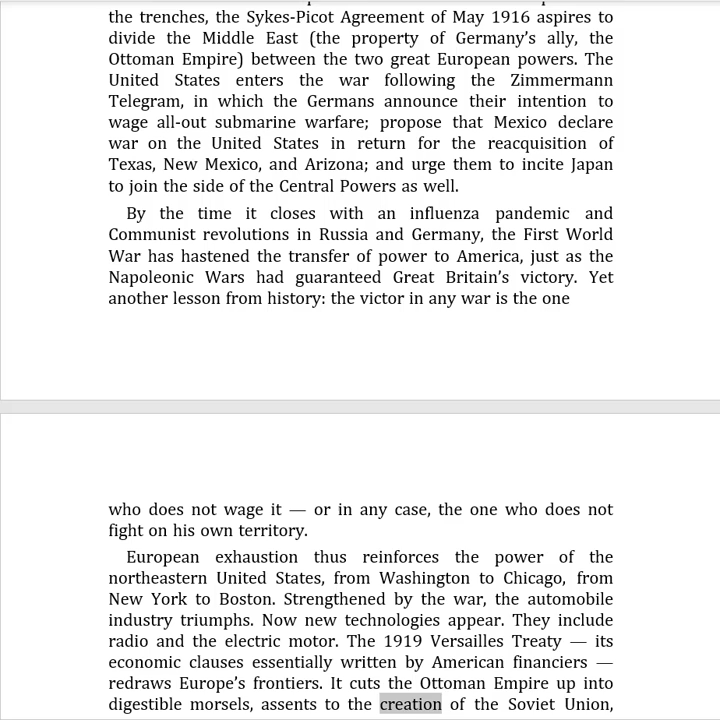 the trenches, the Sykes-Picot Agreement of May 1916 aspires to
divide the Middle East (the property of Germany’s ally, the
Ottoman Empire) between the two great European powers. The
United States enters the war following the Zimmermann
Telegram, in which the Germans announce their intention to
wage all-out submarine warfare; propose that Mexico declare
war on the United States in return for the reacquisition of
Texas, New Mexico, and Arizona; and urge them to incite Japan
to join the side of the Central Powers as well.
By the time it closes with an influenza pandemic and
Communist revolutions in Russia and Germany, the First World
War has hastened the transfer of power to America, just as the
Napoleonic Wars had guaranteed Great Britain’s victory. Yet
another lesson from history: the victor in any war is the one
who does not wage it — or in any case, the one who does not
fight on his own territory.
European exhaustion thus reinforces the power of the
northeastern United States, from Washington to Chicago, from
New York to Boston. Strengthened by the war, the automobile
industry triumphs. Now new technologies appear. They include
radio and the electric motor. The 1919 Versailles Treaty — its
economic clauses essentially written by American financiers —
redraws Europe’s frontiers. It cuts the Ottoman Empire up into
digestible morsels, assents to the creation of the Soviet Union,